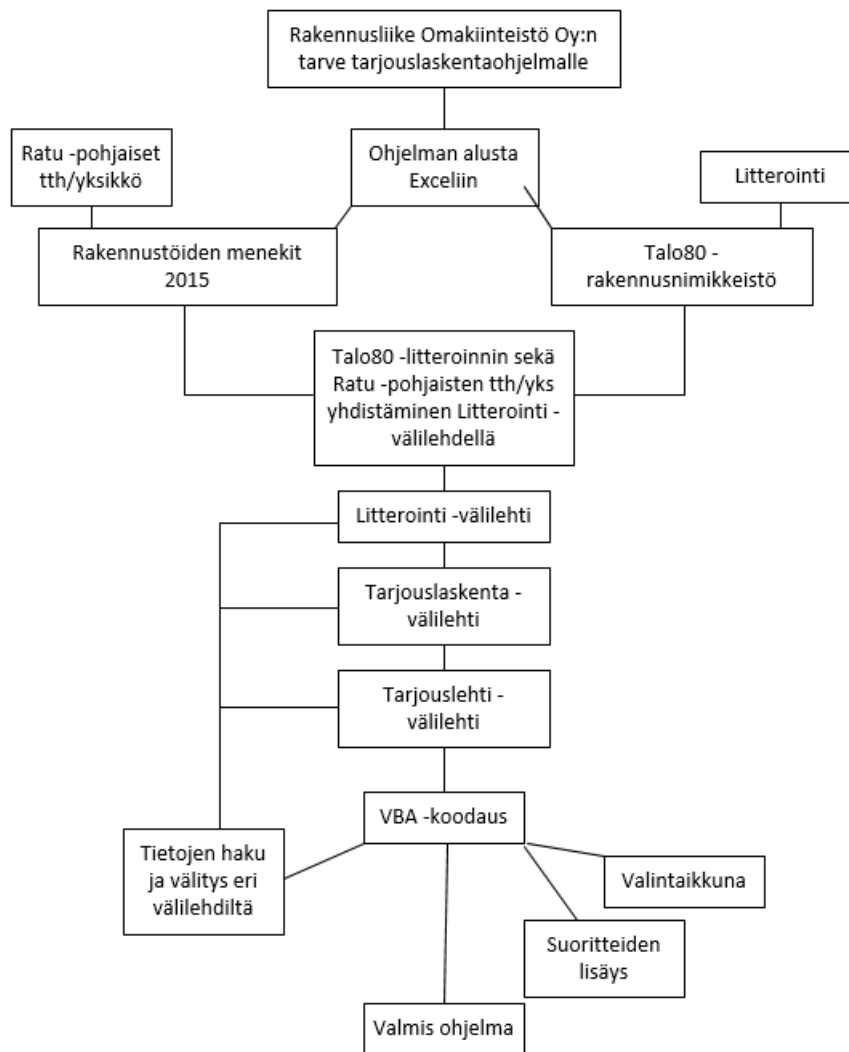 Rakennusliike Omakiinteistö Oy:n
tarve tarjouslaskentaohjelmalle
Ratu -pohjaiset
tth/yksikkö
Ohjelman alusta
Exceliin
Litterointi
Rakennustöiden menekit
2015
Talo80 -
rakennusnimikkeistö
Talo80 -litteroinnin sekä
Ratu -pohjaisten tth/yks
yhdistäminen Litterointi -
välilehdellä
Litterointi -välilehti
Tarjouslaskenta -
välilehti
Tarjouslehti -
välilehti
VBA -koodaus
Tietojen haku
ja välitys eri
välilehdiltä
Valintaikkuna
Suoritteiden
lisäys
Valmis ohjelma